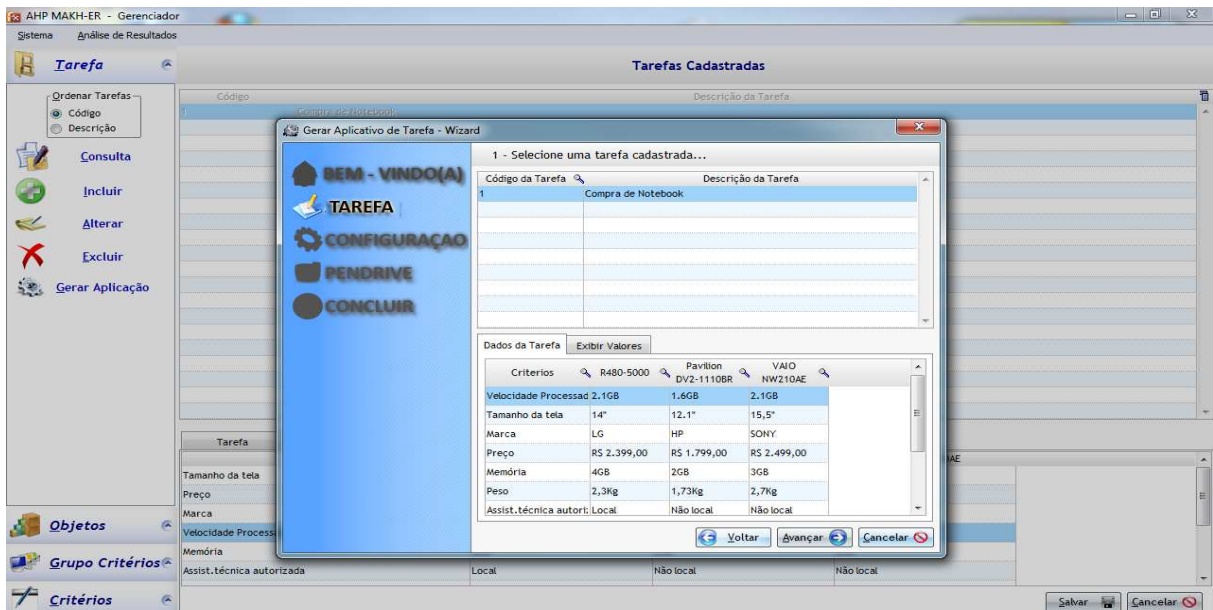 AHP MAKH-ER - Gerenciador
Sistema Análise de Resultados
Tarefa
Tarefas Cadastradas
Ordenar Tarefas
Código
Descrição
Consulta
Incluir
Alterar
Excluir
Gerar Aplicação
Objetos
Grupo Critérios
Critérios
Código Descrição da Tarefa
1 Compra de Notebook
Gerar Aplicativo de Tarefa - Wizard
BEM - VINDO(A)
TAREFA
CONFIGURAÇAO
PENDRIVE
CONCLUIR
1 - Selecione uma tarefa cadastrada...
Código da Tarefa Descrição da Tarefa
1 Compra de Notebook
Dados da Tarefa Exibir Valores
Criterios R480-5000 Pavilion DV2-1110BR VAIO NW210AE
Velocidade Processad 2.1GB 1.6GB 2.1GB
Tamanho da tela 14" 12.1" 15,5"
Marca LG HP SONY
Preço R$ 2.399,00 R$ 1.799,00 R$ 2.499,00
Memória 4GB 2GB 3GB
Peso 2,3Kg 1,73Kg 2,7Kg
Assist.técnica autori: Local Não local Não local
Voltar Avançar Cancelar
Tarefa
AE
Tamanho da tela
Preço
Marca
Velocidade Process
Memória
Assist.técnica autorizada Local Não local Não local
Salvar Cancelar